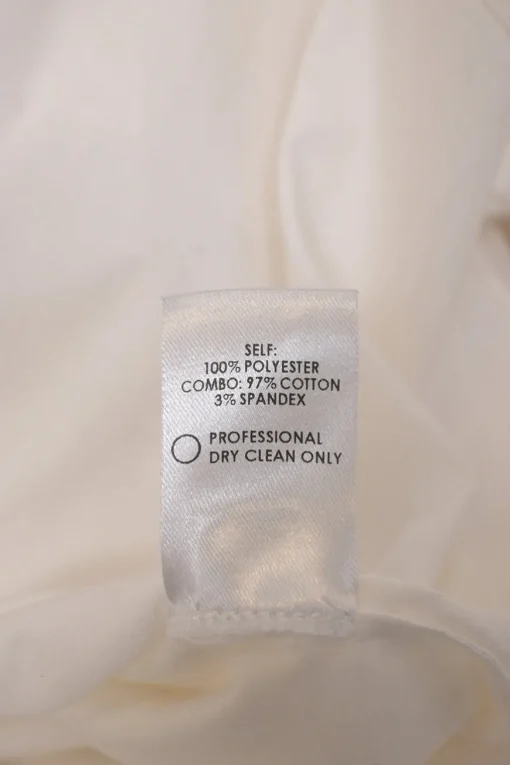 SELF:
100% POLYESTER
COMBO: 97% COTTON
3% SPANDEX
PROFESSIONAL
DRY CLEAN ONLY